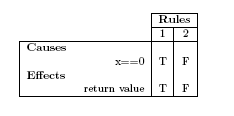 Rules
1 2
Causes
x==0 T F
Effects
return value T F